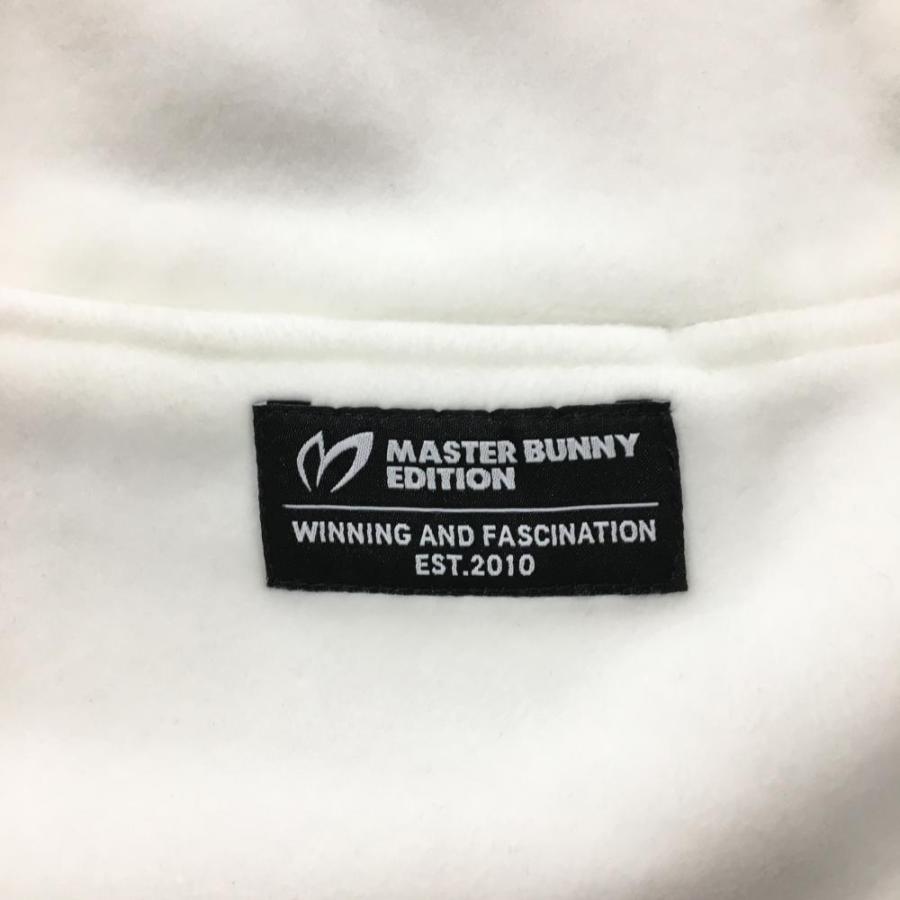 MASTER BUNNY
EDITION
WINNING AND FASCINATION
EST.2010